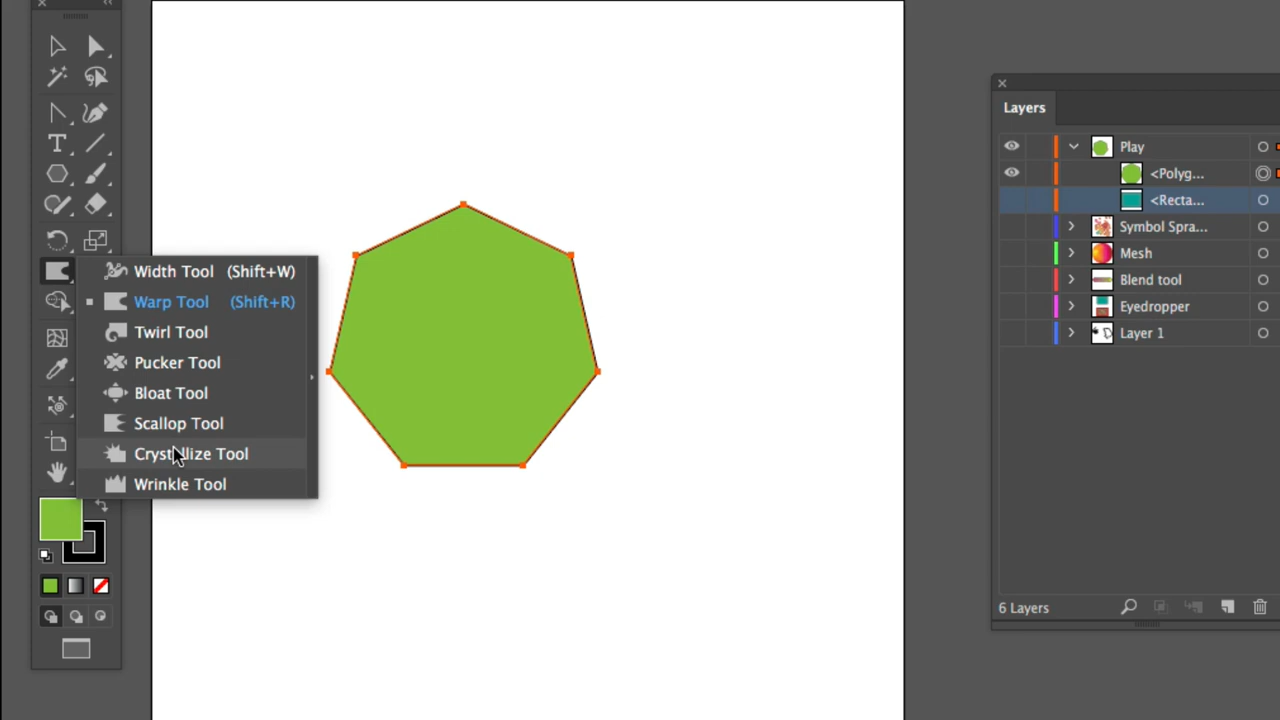 Width Tool (Shift+W)
Warp Tool (Shift+R)
Twirl Tool
Pucker Tool
Bloat Tool
Scallop Tool
Crystallize Tool
Wrinkle Tool
Layers
Play
<Polyg...
<Recta...
Symbol Spra...
Mesh
Blend tool
Eyedropper
Layer 1
6 Layers